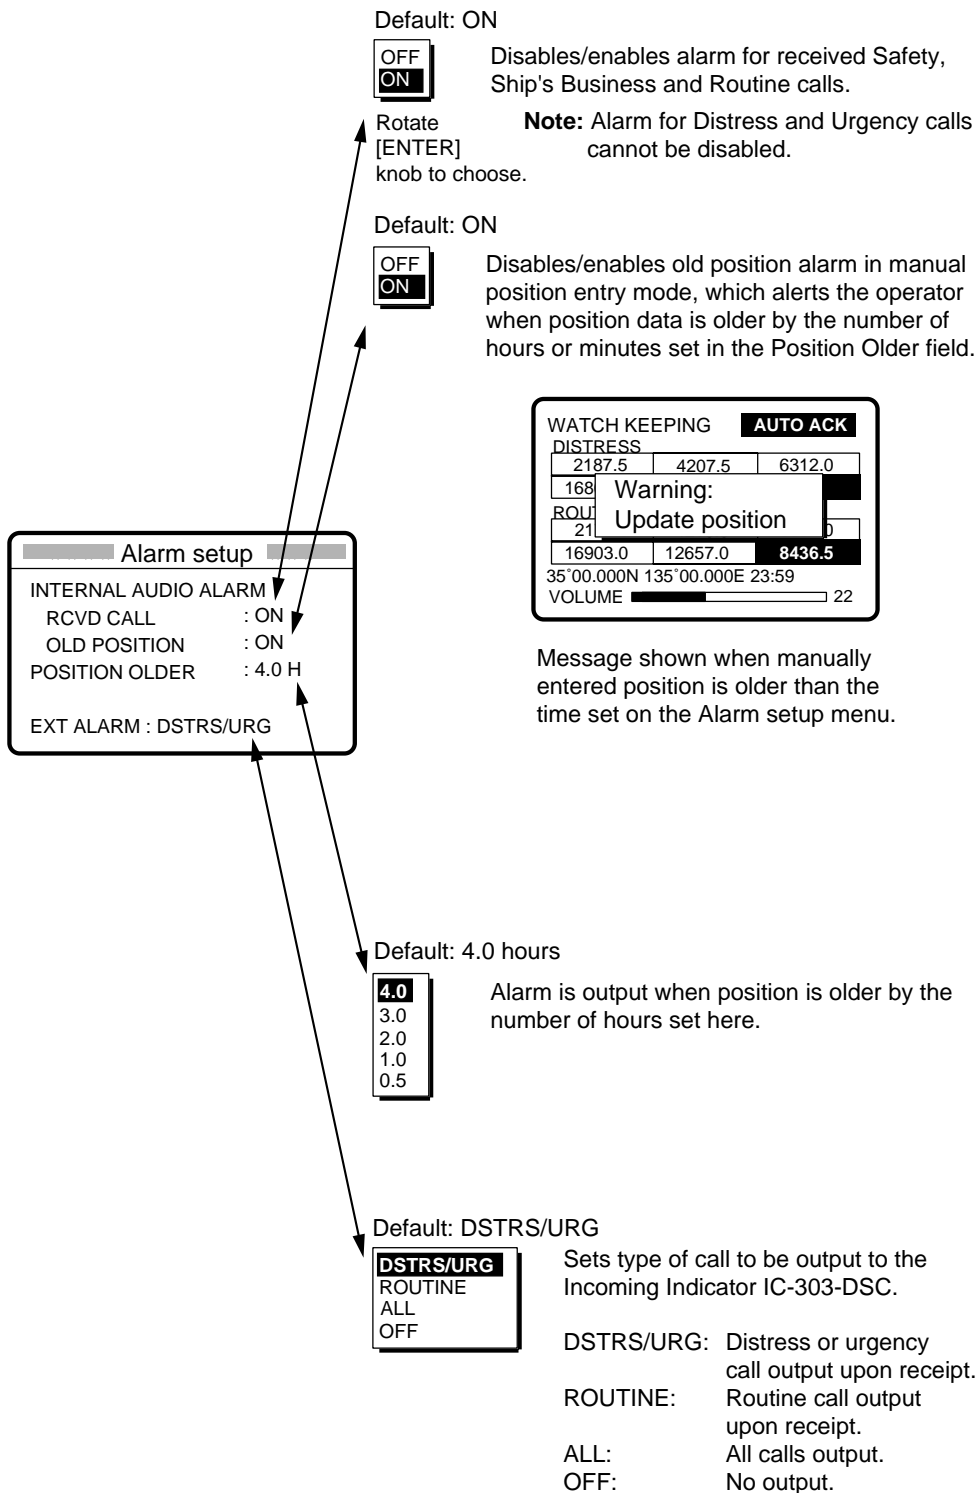 Default: ON
OFF
ON
Disables/enables alarm for received Safety,
Ship's Business and Routine calls.
Rotate
[ENTER]
knob to choose.
Note: Alarm for Distress and Urgency calls
cannot be disabled.
Default: ON
OFF
ON
Disables/enables old position alarm in manual
position entry mode, which alerts the operator
when position data is older by the number of
hours or minutes set in the Position Older field.
WATCH KEEPING AUTO ACK
DISTRESS
2187.5 4207.5 6312.0
168
Warning:
Update position
ROUT
21 0
16903.0 12657.0 8436.5
35°00.000N 135°00.000E 23:59
VOLUME 22
Message shown when manually
entered position is older than the
time set on the Alarm setup menu.
Alarm setup
INTERNAL AUDIO ALARM
RCVD CALL : ON
OLD POSITION : ON
POSITION OLDER : 4.0 H
EXT ALARM : DSTRS/URG
Default: 4.0 hours
4.0
3.0
2.0
1.0
0.5
Alarm is output when position is older by the
number of hours set here.
Default: DSTRS/URG
DSTRS/URG
ROUTINE
ALL
OFF
Sets type of call to be output to the
Incoming Indicator IC-303-DSC.
DSTRS/URG: Distress or urgency
call output upon receipt.
ROUTINE: Routine call output
upon receipt.
ALL: All calls output.
OFF: No output.